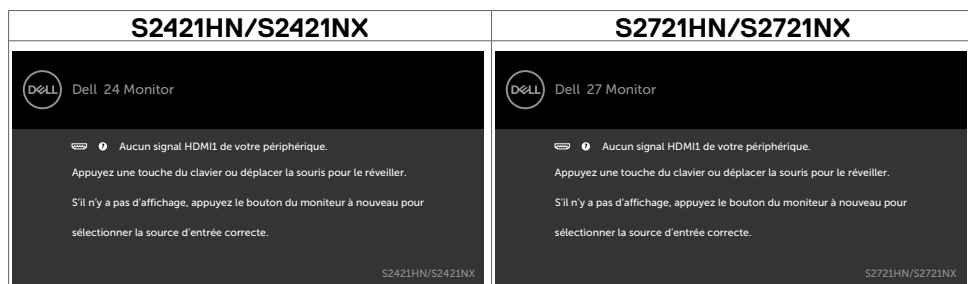 S2421HN/S2421NX
S2721HN/S2721NX
DELL
Dell 24 Monitor
Aucun signal HDMI1 de votre périphérique.
Appuyez une touche du clavier ou déplacer la souris pour le réveiller.
S'il n'y a pas d'affichage, appuyez le bouton du moniteur à nouveau pour
sélectionner la source d'entrée correcte.
S2421HN/S2421NX
DELL
Dell 27 Monitor
Aucun signal HDMI1 de votre périphérique.
Appuyez une touche du clavier ou déplacer la souris pour le réveiller.
S'il n'y a pas d'affichage, appuyez le bouton du moniteur à nouveau pour
sélectionner la source d'entrée correcte.
S2721HN/S2721NX